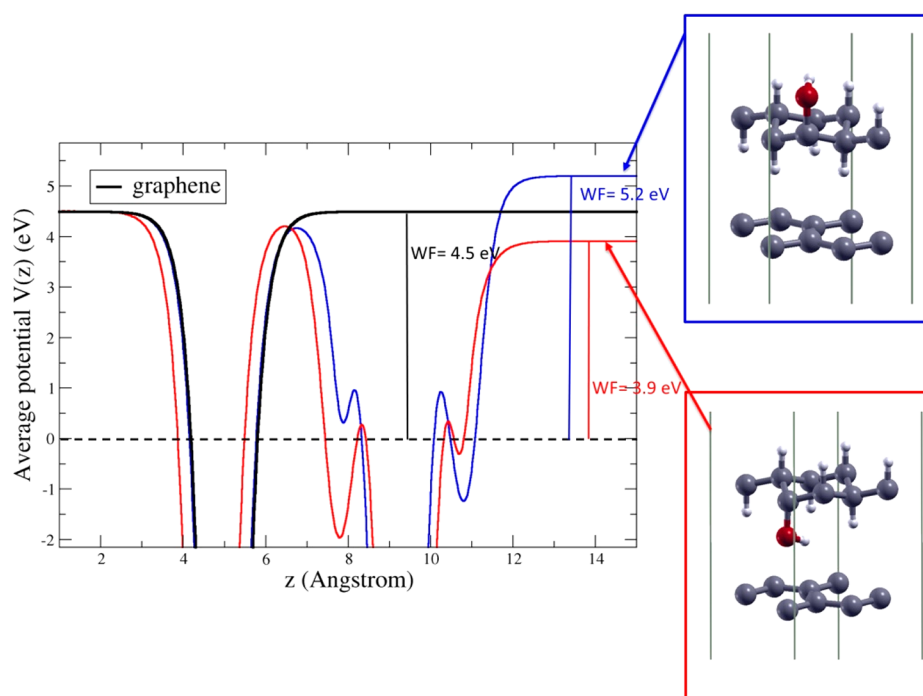 graphene
Average potential V(z) (eV)
5
4
3
2
1
0
-1
-2
WF= 4.5 eV
WF= 5.2 eV
WF= 3.9 eV
2 4 6 8 10 12 14
z (Angstrom)